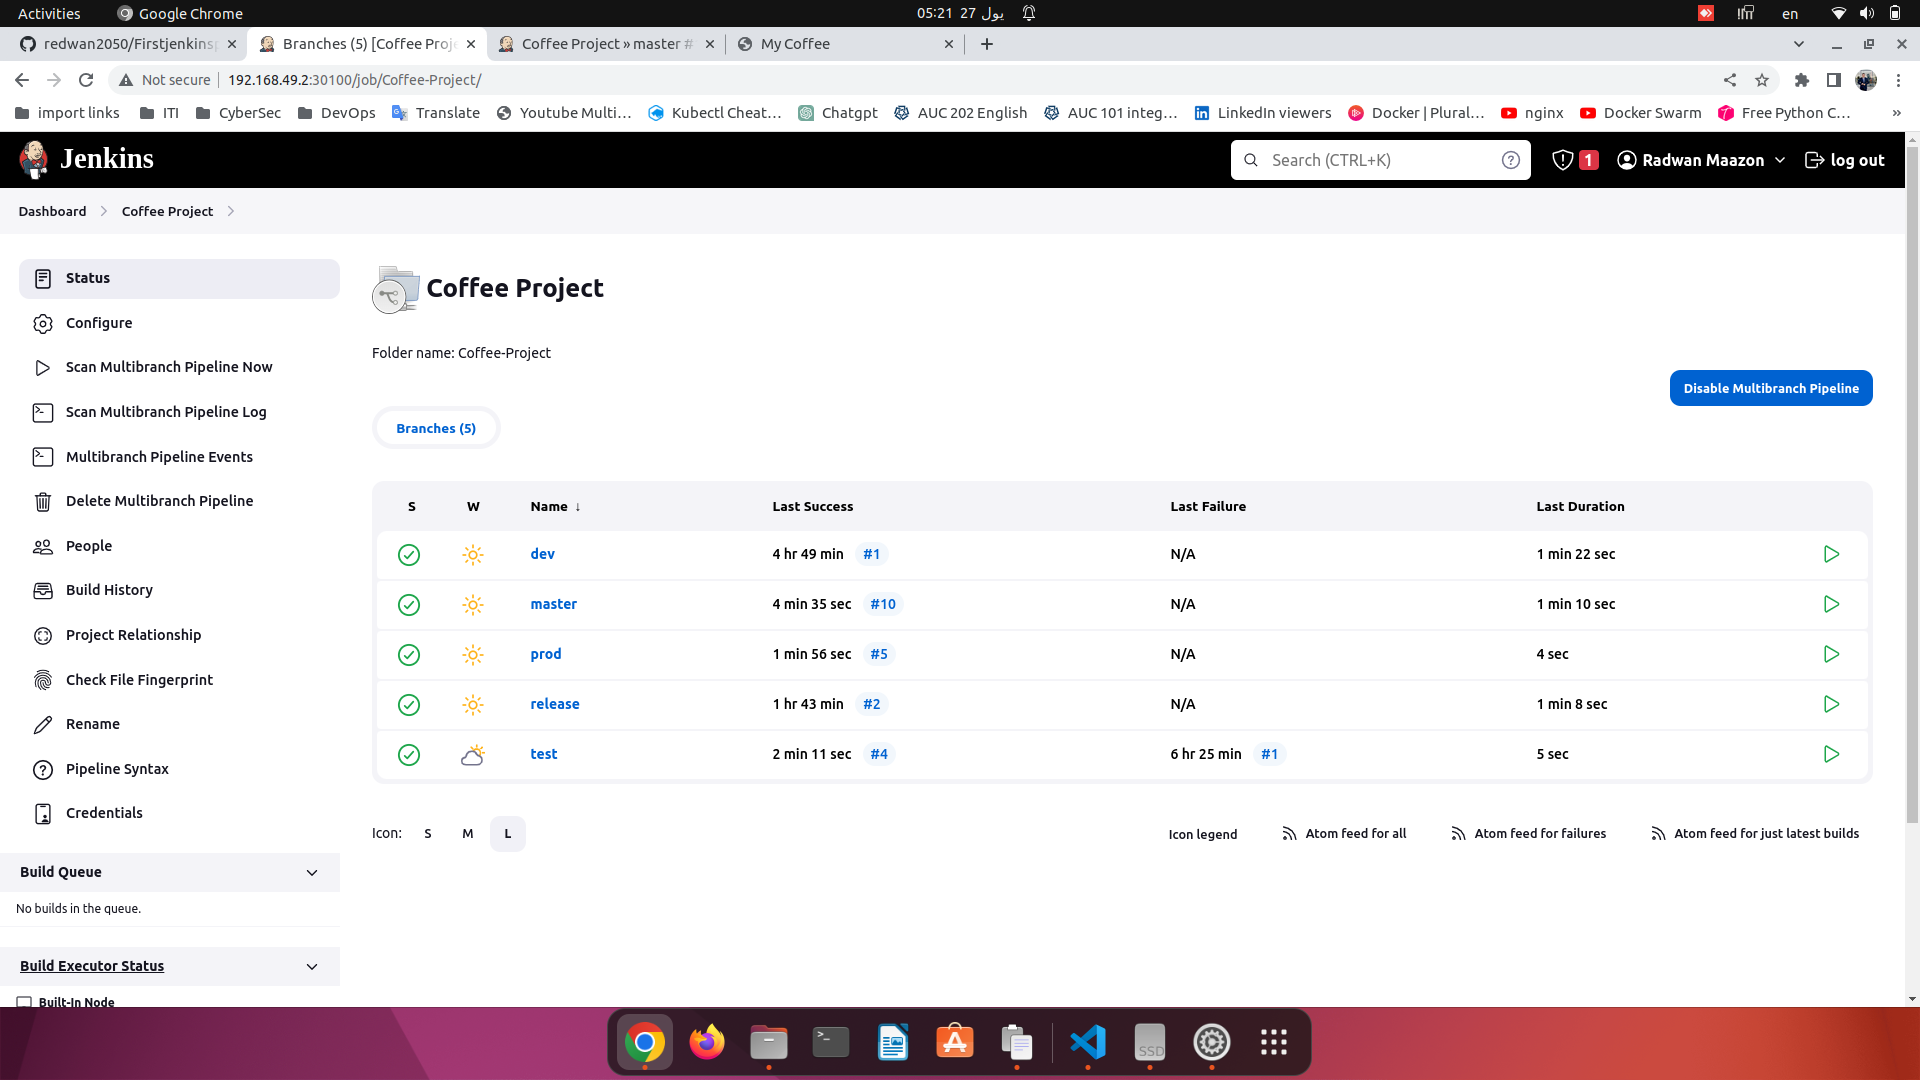 Activities
Google Chrome
05:21 27 يول
en
redwan2050/Firstjenkinsp
Branches (5) [Coffee Proje
Coffee Project » master #
My Coffee
Not secure
192.168.49.2:30100/job/Coffee-Project/
import links
ITI
CyberSec
DevOps
Translate
Youtube Multi...
Kubectl Cheat...
Chatgpt
AUC 202 English
AUC 101 integ...
LinkedIn viewers
Docker | Plural...
nginx
Docker Swarm
Free Python C...
»
Jenkins
Search (CTRL+K)
1
Radwan Maazon
log out
Dashboard
Coffee Project
Status
Configure
Scan Multibranch Pipeline Now
Scan Multibranch Pipeline Log
Multibranch Pipeline Events
Delete Multibranch Pipeline
People
Build History
Project Relationship
Check File Fingerprint
Rename
Pipeline Syntax
Credentials
Build Queue
No builds in the queue.
Build Executor Status
Built-In Node
Coffee Project
Folder name: Coffee-Project
Disable Multibranch Pipeline
Branches (5)
S W Name ↓ Last Success Last Failure Last Duration
dev 4 hr 49 min #1 N/A 1 min 22 sec
master 4 min 35 sec #10 N/A 1 min 10 sec
prod 1 min 56 sec #5 N/A 4 sec
release 1 hr 43 min #2 N/A 1 min 8 sec
test 2 min 11 sec #4 6 hr 25 min #1 5 sec
Icon: S M L
Icon legend
Atom feed for all
Atom feed for failures
Atom feed for just latest builds
SSD